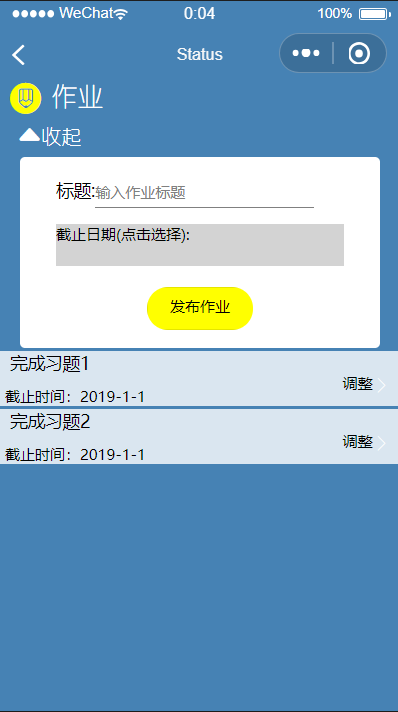 WeChat 0:04 100%
Status
作业
收起
标题:输入作业标题
截止日期(点击选择):
发布作业
完成习题1
调整
截止时间：2019-1-1
完成习题2
调整
截止时间：2019-1-1